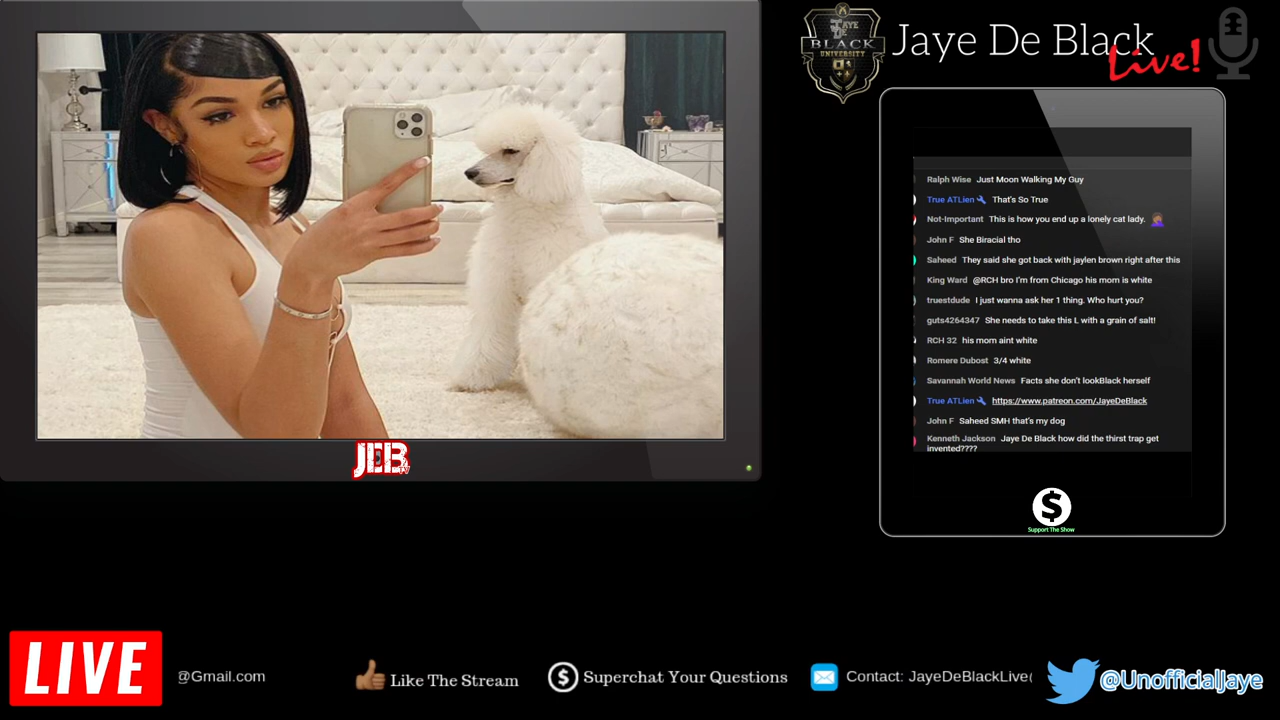 JAYE
DE
BLACK
UNIVERSITY
Jaye De Black
Live!
Ralph Wise Just Moon Walking My Guy
True ATLien That's So True
Not-Important This is how you end up a lonely cat lady.
John F She Biracial tho
Saheed They said she got back with jaylen brown right after this
King Ward @RCH bro I'm from Chicago his mom is white
truestdude I just wanna ask her 1 thing. Who hurt you?
guts4264347 She needs to take this L with a grain of salt!
RCH 32 his mom aint white
Romere Dubost 3/4 white
Savannah World News Facts she don't lookBlack herself
True ATLien https://www.patreon.com/JayeDeBlack
John F Saheed SMH that's my dog
Kenneth Jackson Jaye De Black how did the thirst trap get
invented????
JEB
TV
$
Support The Show
LIVE
@Gmail.com
Like The Stream
$ Superchat Your Questions
Contact: JayeDeBlackLive(
@UnofficialJaye